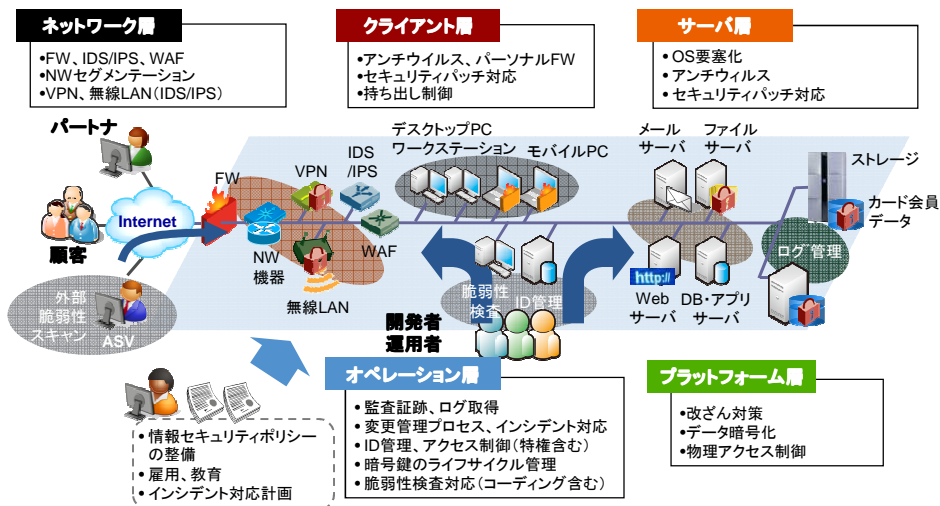 ネットワーク層
•FW、IDS/IPS、WAF
•NWセグメンテーション
•VPN、無線LAN(IDS/IPS)
クライアント層
•アンチウイルス、パーソナルFW
•セキュリティパッチ対応
•持ち出し制御
サーバ層
• OS要塞化
• アンチウィルス
• セキュリティパッチ対応
パートナ
顧客
Internet
外部
脆弱性
スキャン
ASV
FW
NW
機器
VPN
無線LAN
IDS
/IPS
WAF
デスクトップPC
ワークステーション
モバイルPC
脆弱性
検査
ID管理
開発者
運用者
メール
サーバ
ファイル
サーバ
http://
Web
サーバ
DB・アプリ
サーバ
ストレージ
カード会員
データ
ログ管理
• 情報セキュリティポリシー
の整備
• 雇用、教育
• インシデント対応計画
オペレーション層
• 監査証跡、ログ取得
• 変更管理プロセス、インシデント対応
• ID管理、アクセス制御(特権含む)
• 暗号鍵のライフサイクル管理
• 脆弱性検査対応(コーディング含む)
プラットフォーム層
•改ざん対策
•データ暗号化
•物理アクセス制御